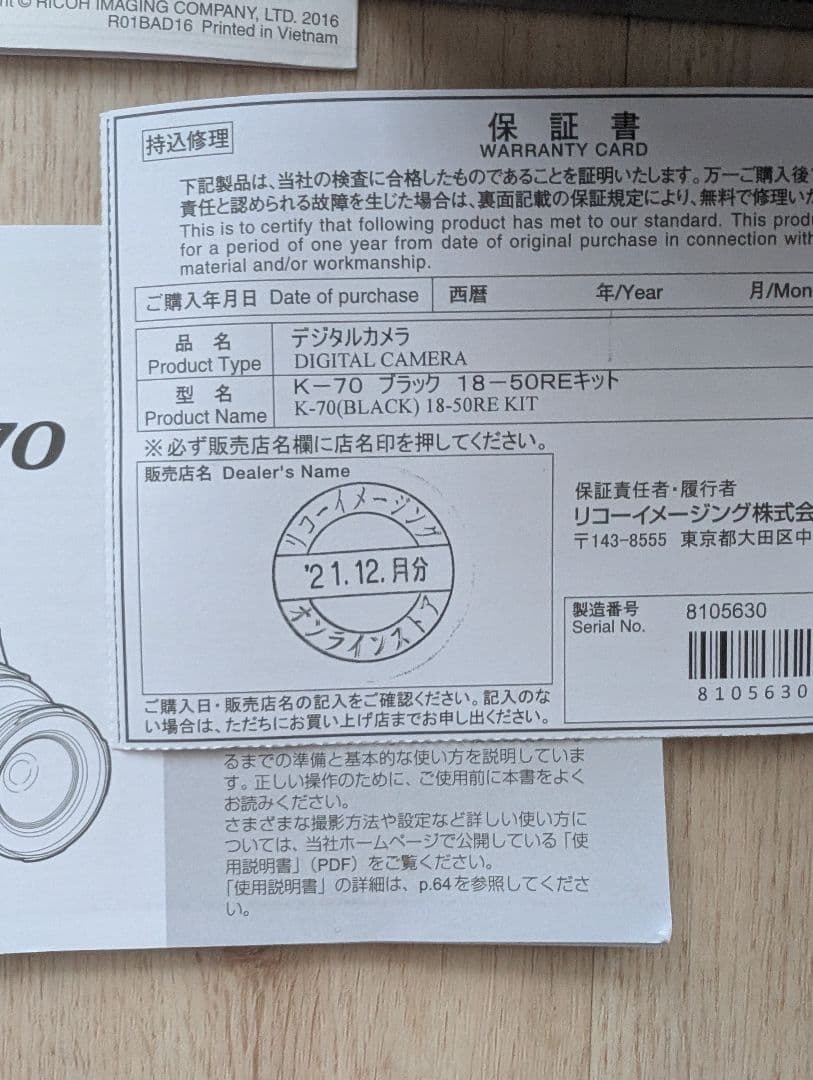 RICOH IMAGING COMPANY, LTD. 2016
R01BAD16 Printed in Vietnam
持込修理
保証書
WARRANTY CARD
下記製品は、当社の検査に合格したものであることを証明いたします。万一ご購入後
責任と認められる故障を生じた場合は、裏面記載の保証規定により、無料で修理いた
This is to certify that following product has met to our standard. This produ
for a period of one year from date of original purchase in connection with
material and/or workmanship.
ご購入年月日 Date of purchase 西暦 年/Year 月/Mon
品名 デジタルカメラ
Product Type DIGITAL CAMERA
型名 K－70 ブラック 18－50REキット
Product Name K-70(BLACK) 18-50RE KIT
※必ず販売店名欄に店名印を押してください。
販売店名 Dealer's Name
リコーイメージング
'21.12.月分
オンラインストア
保証責任者・履行者
リコーイメージング株式会
〒143-8555 東京都大田区中
製造番号 8105630
Serial No.
8105630
ご購入日・販売店名の記入をご確認ください。記入のな
い場合は、ただちにお買い上げ店までお申し出ください。
70
るまでの準備と基本的な使い方を説明していま
す。正しい操作のために、ご使用前に本書をよく
お読みください。
さまざまな撮影方法や設定など詳しい使い方に
ついては、当社ホームページで公開している「使
用説明書」（PDF）をご覧ください。
「使用説明書」の詳細は、p.64を参照してくださ
い。